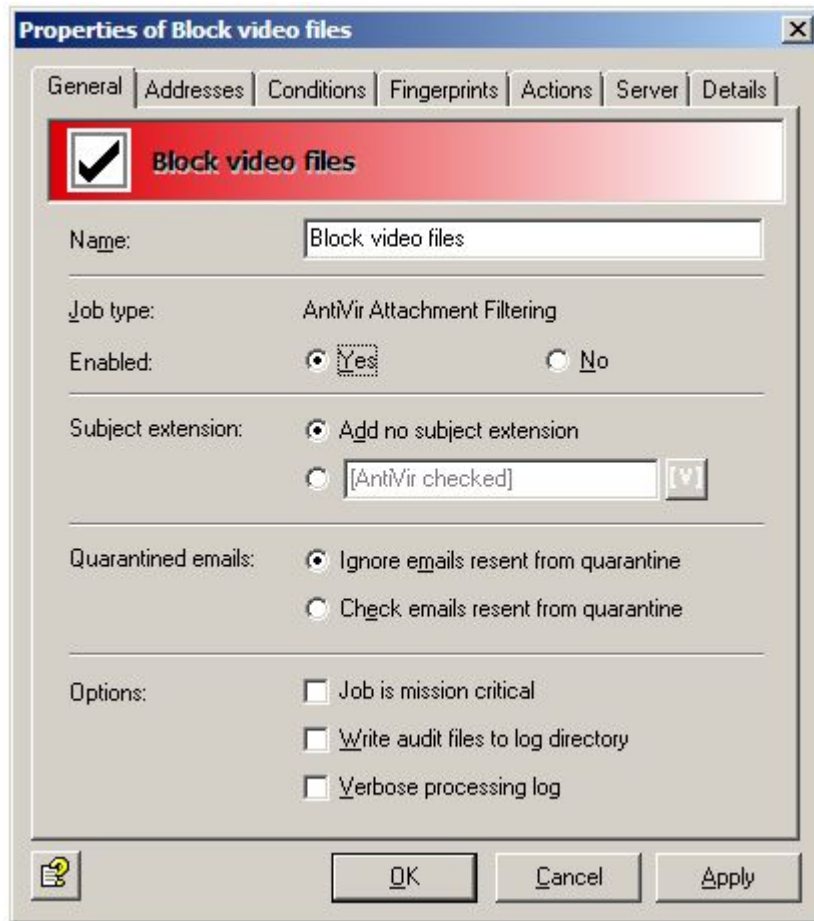 Properties of Block video files
General Addresses Conditions Fingerprints Actions Server Details
Block video files
Name: Block video files
Job type: AntiVir Attachment Filtering
Enabled: Yes No
Subject extension: Add no subject extension
[AntiVir checked] [V]
Quarantined emails: Ignore emails resent from quarantine
Check emails resent from quarantine
Options: Job is mission critical
Write audit files to log directory
Verbose processing log
OK Cancel Apply